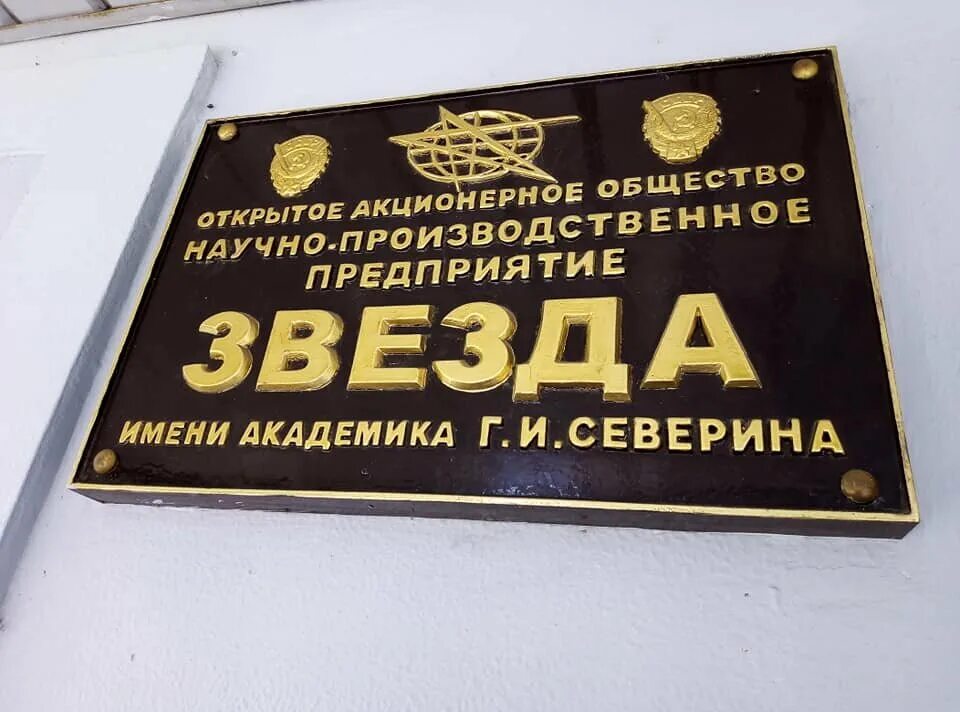 ОТКРЫТОЕ АКЦИОНЕРНОЕ ОБЩЕСТВО
НАУЧНО-ПРОИЗВОДСТВЕННОЕ
ПРЕДПРИЯТИЕ
ЗВЕЗДА
ИМЕНИ АКАДЕМИКА Г.И.СЕВЕРИНА